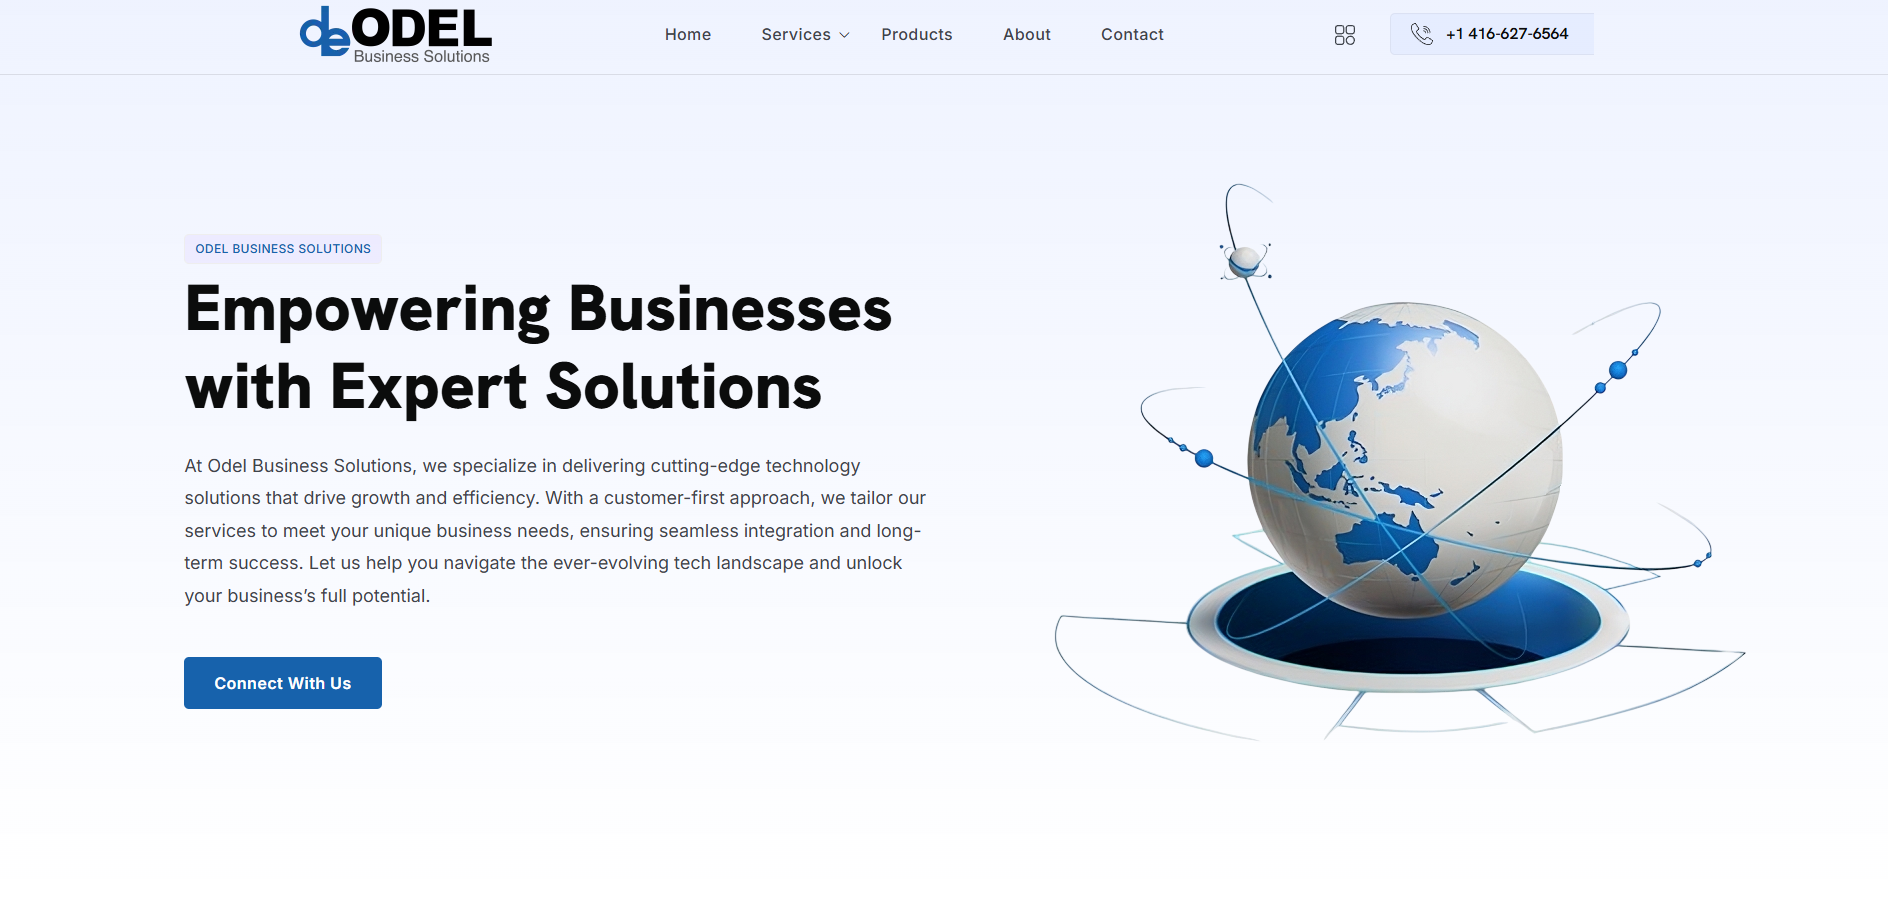 de ODEL
Business Solutions
Home Services Products About Contact
+1 416-627-6564
ODEL BUSINESS SOLUTIONS
Empowering Businesses
with Expert Solutions
At Odel Business Solutions, we specialize in delivering cutting-edge technology
solutions that drive growth and efficiency. With a customer-first approach, we tailor our
services to meet your unique business needs, ensuring seamless integration and long-
term success. Let us help you navigate the ever-evolving tech landscape and unlock
your business’s full potential.
Connect With Us